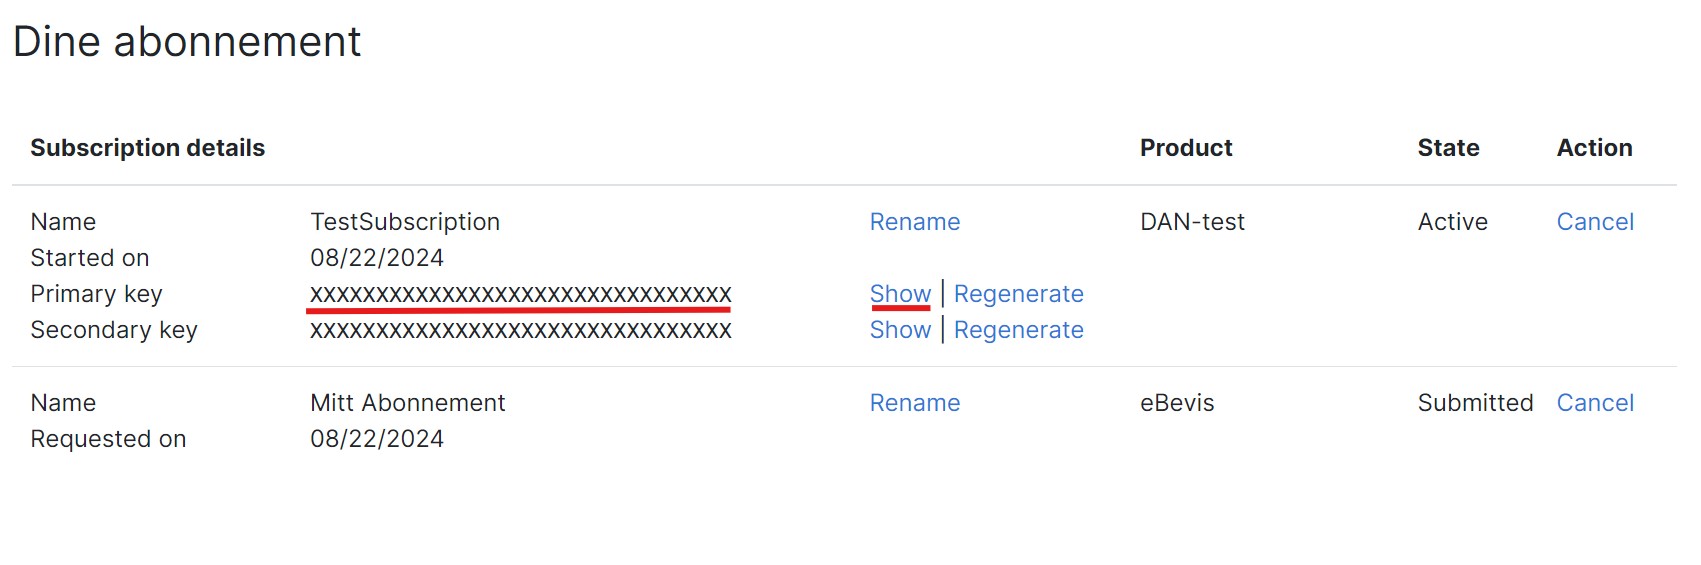 Dine abonnement
Subscription details Product State Action
Name TestSubscription Rename DAN-test Active Cancel
Started on 08/22/2024
Primary key XXXXXXXXXXXXXXXXXXXXXXXXXXXXXXXX Show | Regenerate
Secondary key XXXXXXXXXXXXXXXXXXXXXXXXXXXXXXXX Show | Regenerate
Name Mitt Abonnement Rename eBevis Submitted Cancel
Requested on 08/22/2024